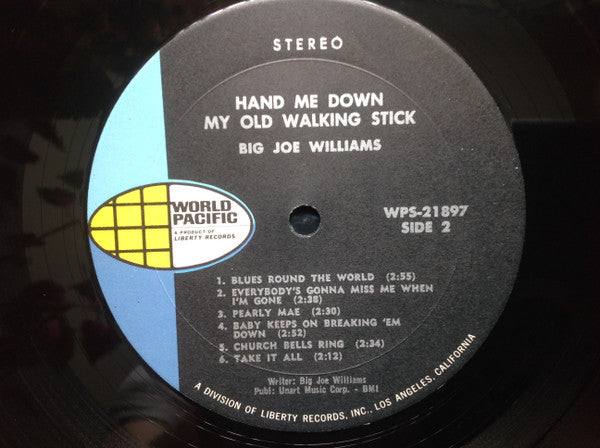 STEREO
HAND ME DOWN
MY OLD WALKING STICK
BIG JOE WILLIAMS
WORLD
PACIFIC
A PRODUCT OF
LIBERTY RECORDS
WPS-21897
SIDE 2
1. BLUES ROUND THE WORLD (2:55)
2. EVERYBODY'S GONNA MISS ME WHEN
I'M GONE (2:38)
3. PEARLY MAE (2:30)
4. BABY KEEPS ON BREAKING 'EM
DOWN (2:52)
5. CHURCH BELLS RING (2:34)
6. TAKE IT ALL (2:12)
Writer: Big Joe Williams
Publ: Unart Music Corp. - BMI
A DIVISION OF LIBERTY RECORDS, INC., LOS ANGELES, CALIFORNIA